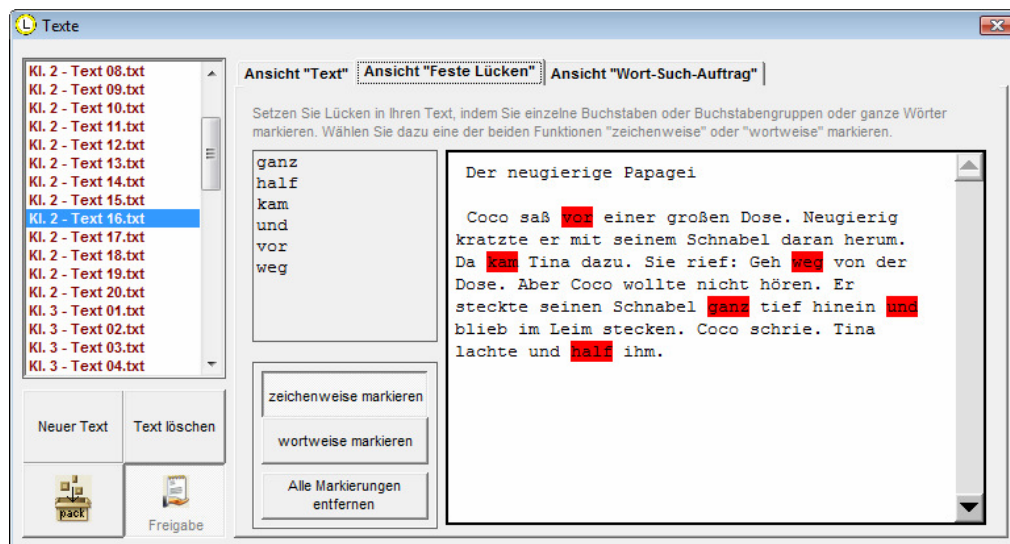 Texte
Kl. 2 - Text 08.txt
Kl. 2 - Text 09.txt
Kl. 2 - Text 10.txt
Kl. 2 - Text 11.txt
Kl. 2 - Text 12.txt
Kl. 2 - Text 13.txt
Kl. 2 - Text 14.txt
Kl. 2 - Text 15.txt
Kl. 2 - Text 16.txt
Kl. 2 - Text 17.txt
Kl. 2 - Text 18.txt
Kl. 2 - Text 19.txt
Kl. 2 - Text 20.txt
Kl. 3 - Text 01.txt
Kl. 3 - Text 02.txt
Kl. 3 - Text 03.txt
Kl. 3 - Text 04.txt
Neuer Text
Text löschen
pack
Freigabe
Ansicht "Text"
Ansicht "Feste Lücken"
Ansicht "Wort-Such-Auftrag"
Setzen Sie Lücken in Ihren Text, indem Sie einzelne Buchstaben oder Buchstabengruppen oder ganze Wörter
markieren. Wählen Sie dazu eine der beiden Funktionen "zeichenweise" oder "wortweise" markieren.
ganz
half
kam
und
vor
weg
zeichenweise markieren
wortweise markieren
Alle Markierungen
entfernen
Der neugierige Papagei
Coco saß vor einer großen Dose. Neugierig
kratzte er mit seinem Schnabel daran herum.
Da kam Tina dazu. Sie rief: Geh weg von der
Dose. Aber Coco wollte nicht hören. Er
steckte seinen Schnabel ganz tief hinein und
blieb im Leim stecken. Coco schrie. Tina
lachte und half ihm.